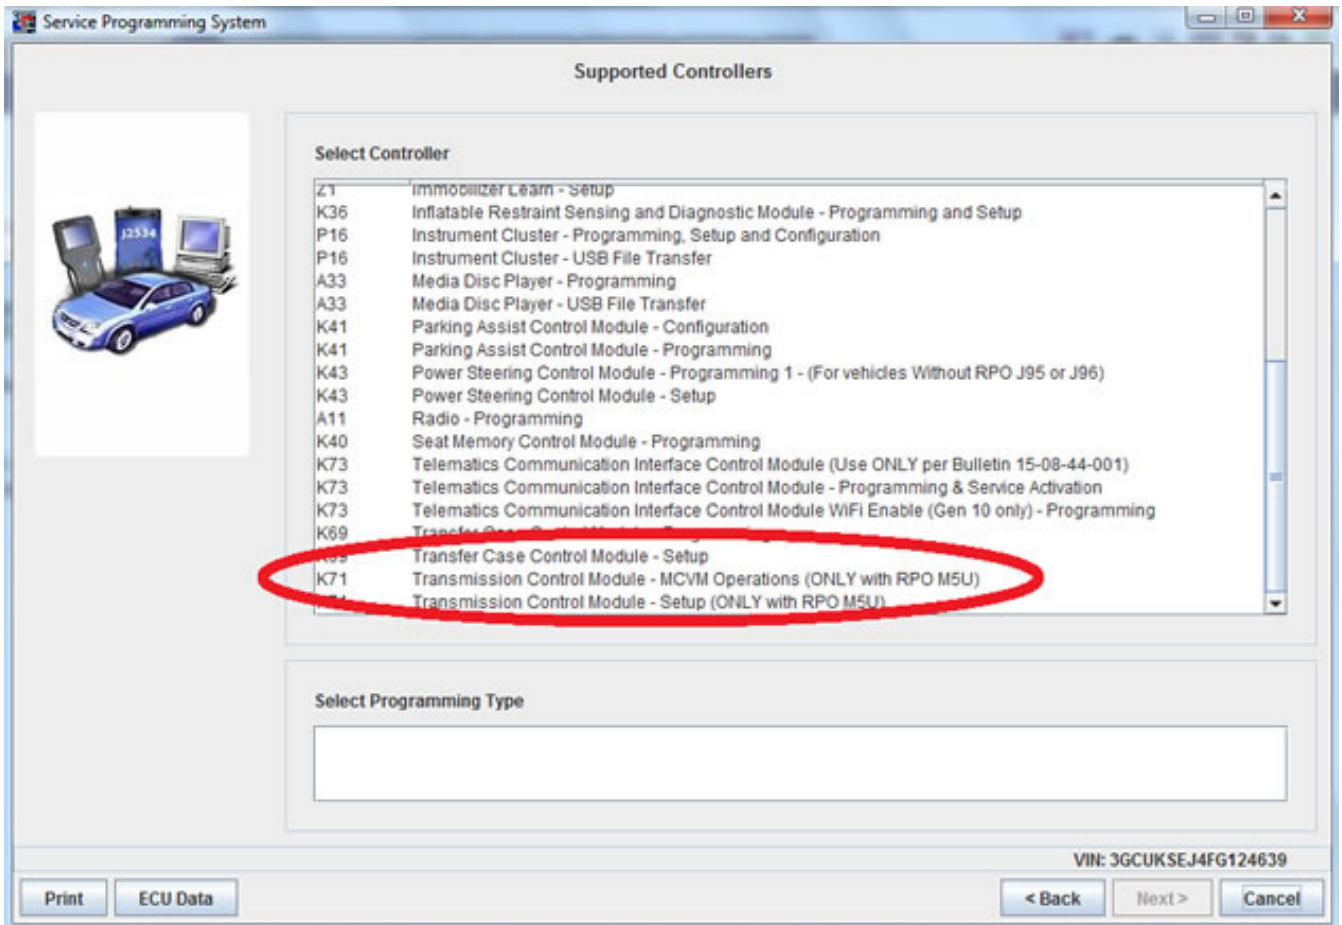 Service Programming System
Supported Controllers
J2534
Select Controller
Z1 Immobilizer Learn - Setup
K36 Inflatable Restraint Sensing and Diagnostic Module - Programming and Setup
P16 Instrument Cluster - Programming, Setup and Configuration
P16 Instrument Cluster - USB File Transfer
A33 Media Disc Player - Programming
A33 Media Disc Player - USB File Transfer
K41 Parking Assist Control Module - Configuration
K41 Parking Assist Control Module - Programming
K43 Power Steering Control Module - Programming 1 - (For vehicles Without RPO J95 or J96)
K43 Power Steering Control Module - Setup
A11 Radio - Programming
K40 Seat Memory Control Module - Programming
K73 Telematics Communication Interface Control Module (Use ONLY per Bulletin 15-08-44-001)
K73 Telematics Communication Interface Control Module - Programming & Service Activation
K73 Telematics Communication Interface Control Module WiFi Enable (Gen 10 only) - Programming
K69 Transfer Case
Transfer Case Control Module - Setup
K71 Transmission Control Module - MCVM Operations (ONLY with RPO M5U)
Transmission Control Module - Setup (ONLY with RPO M5U)
Select Programming Type
VIN: 3GCUKSEJ4FG124639
Print ECU Data < Back Next > Cancel